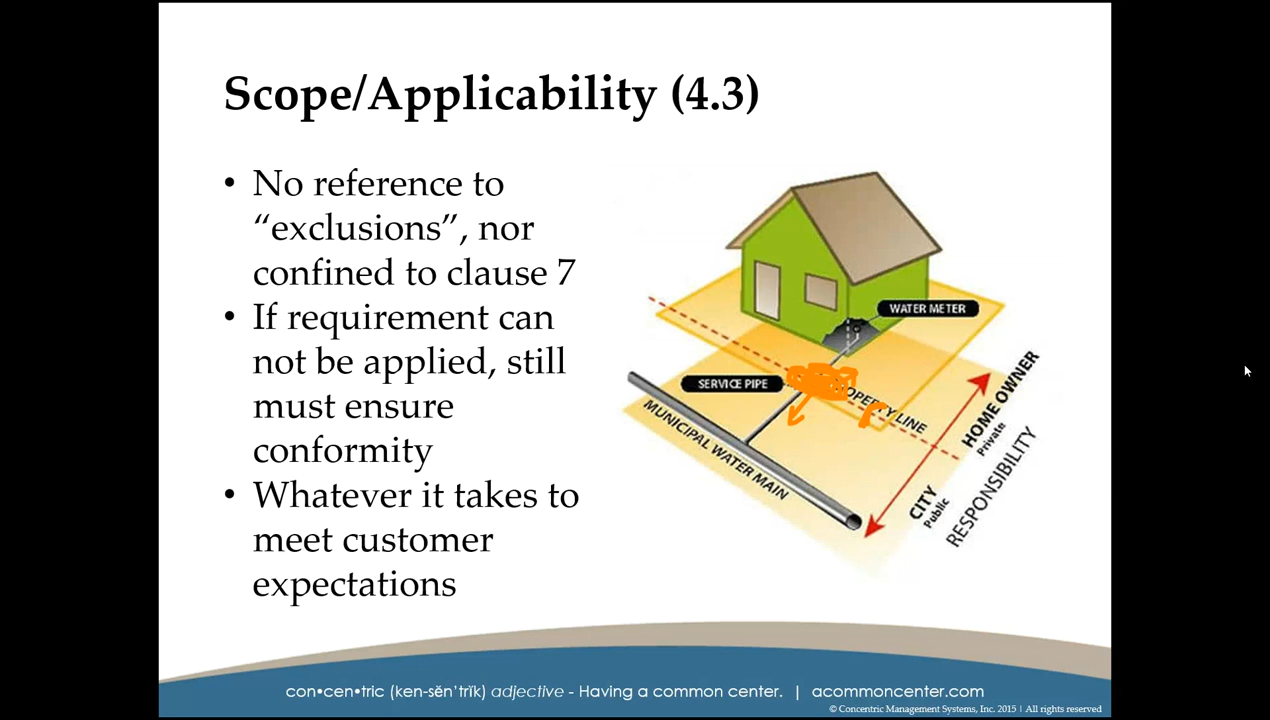 Scope/Applicability (4.3)
• No reference to
“exclusions”, nor
confined to clause 7
• If requirement can
not be applied, still
must ensure
conformity
• Whatever it takes to
meet customer
expectations
WATER METER
SERVICE PIPE
LINE
MUNICIPAL WATER MAIN
HOME OWNER
Private
CITY
Public
RESPONSIBILITY
con•cen•tric (ken-sĕn’trĭk) adjective - Having a common center. | acommoncenter.com
© Concentric Management Systems, Inc. 2015 | All rights reserved